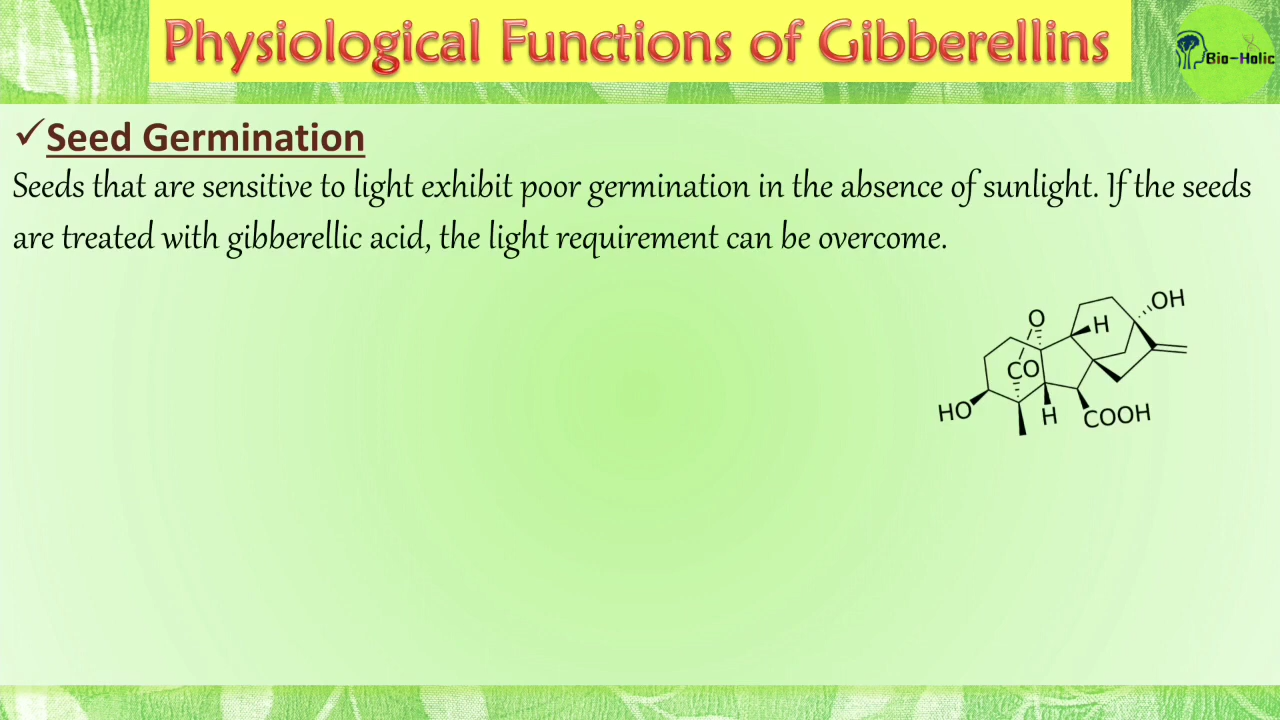 Physiological Functions of Gibberellins
Bio-Holic
✓Seed Germination
Seeds that are sensitive to light exhibit poor germination in the absence of sunlight. If the seeds
are treated with gibberellic acid, the light requirement can be overcome.
OH
O
H
CO
HO
H
COOH